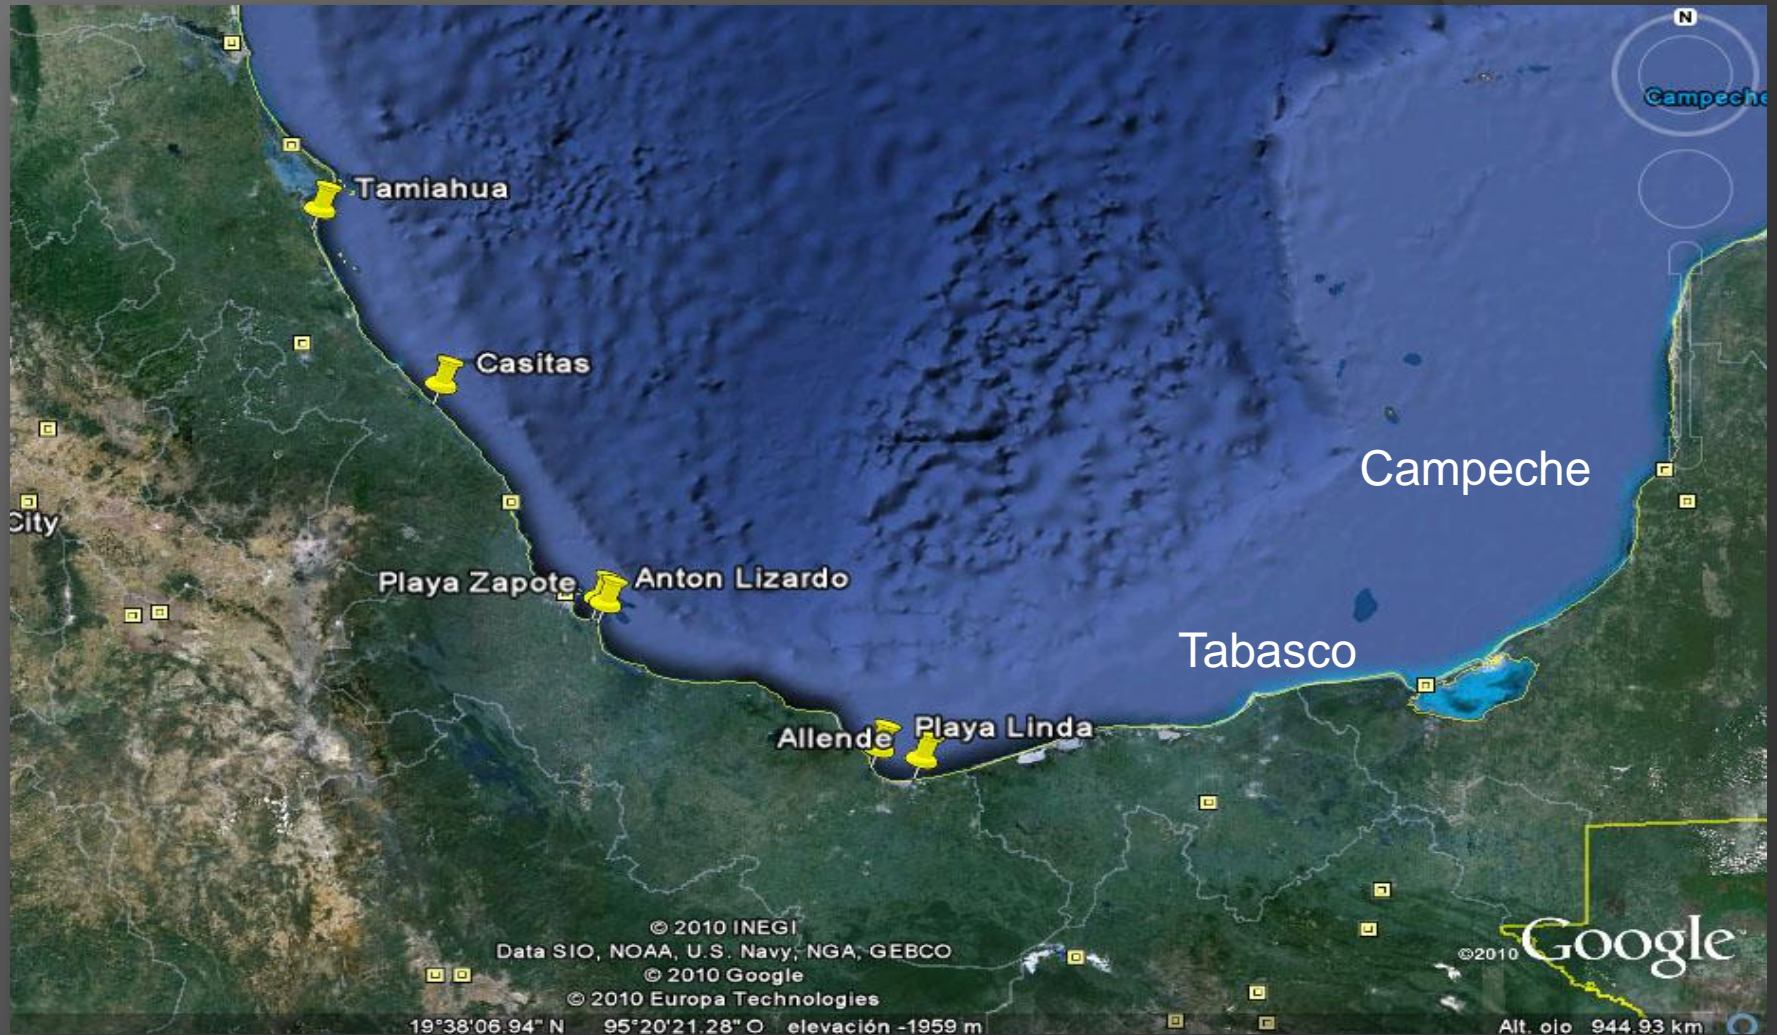 N
Campeche
Tamiahua
Casitas
Campeche
City
Playa Zapote
Anton Lizardo
Tabasco
Allende
Playa Linda
© 2010 INEGI
Data SIO, NOAA, U.S. Navy, NGA, GEBCO
© 2010 Google
© 2010 Europa Technologies
©2010 Google
19°38'06.94" N 95°20'21.28" O elevación -1959 m
Alt. ojo 944.93 km